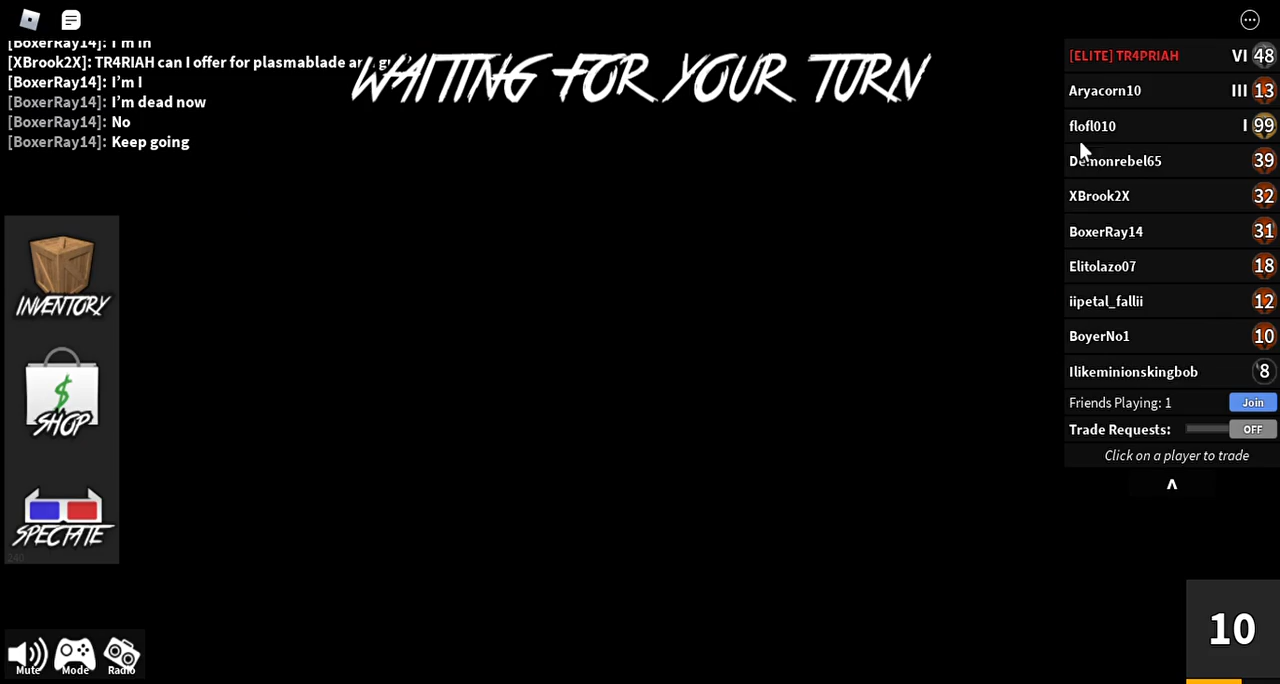 [BoxerRay14]: I'm in
[XBrook2X]: TR4RIAH can I offer for plasmablade
[BoxerRay14]: I'm I
[BoxerRay14]: I'm dead now
[BoxerRay14]: No
[BoxerRay14]: Keep going
WAITING FOR YOUR TURN
INVENTORY
$
SHOP
SPECTATE
240
Mute
Mode
Radio
[ELITE] TR4PRIAH VI 48
Aryacorn10 III 13
flofl010 I 99
Demonrebel65 39
XBrook2X 32
BoxerRay14 31
Elitolazo07 18
iipetal_fallii 12
BoyerNo1 10
Ilikeminionskingbob 8
Friends Playing: 1 Join
Trade Requests: OFF
Click on a player to trade
10